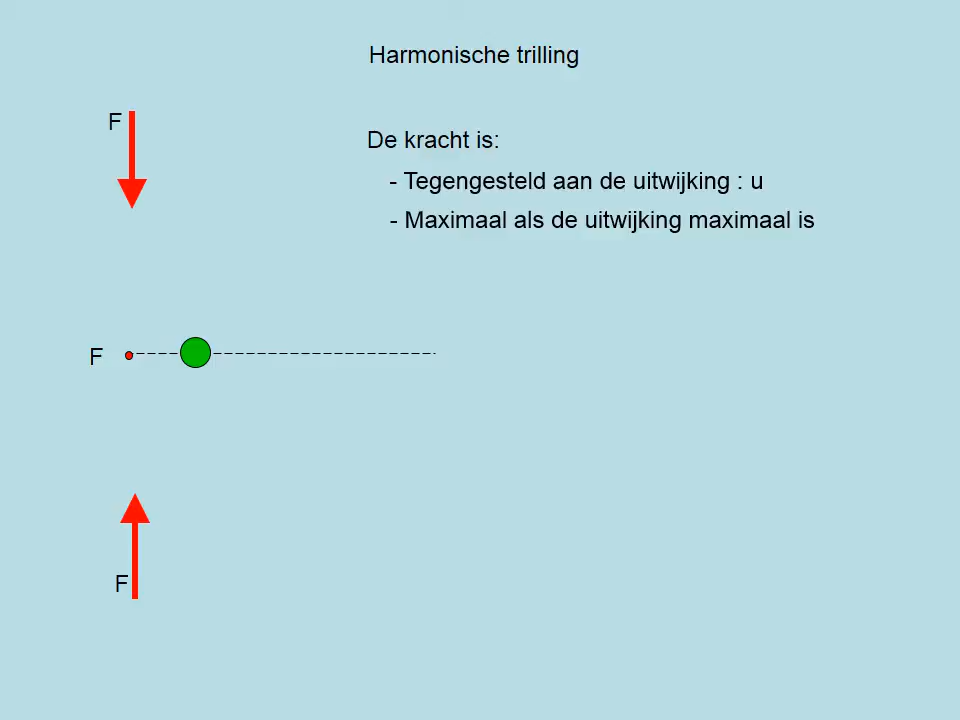 Harmonische trilling
F
De kracht is:
- Tegengesteld aan de uitwijking : u
- Maximaal als de uitwijking maximaal is
F
F